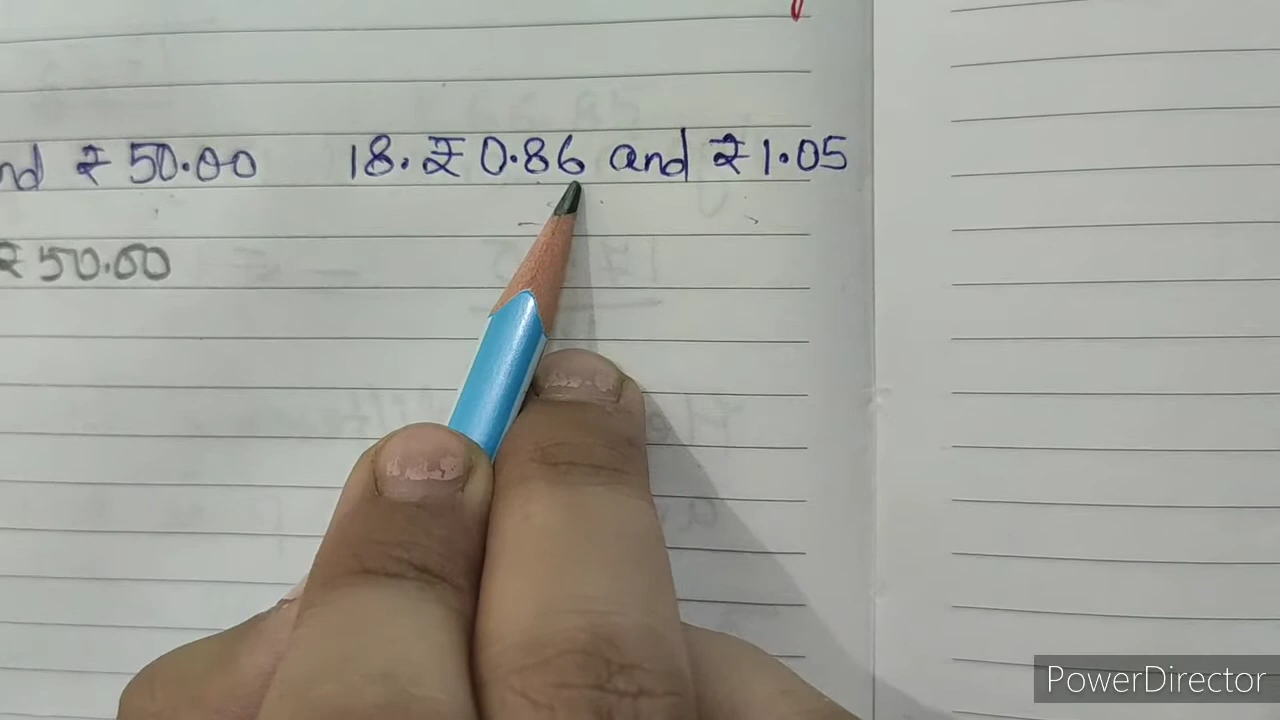 nd ₹ 50.00 18. ₹ 0.86 and ₹ 1.05
₹ 50.00
PowerDirector